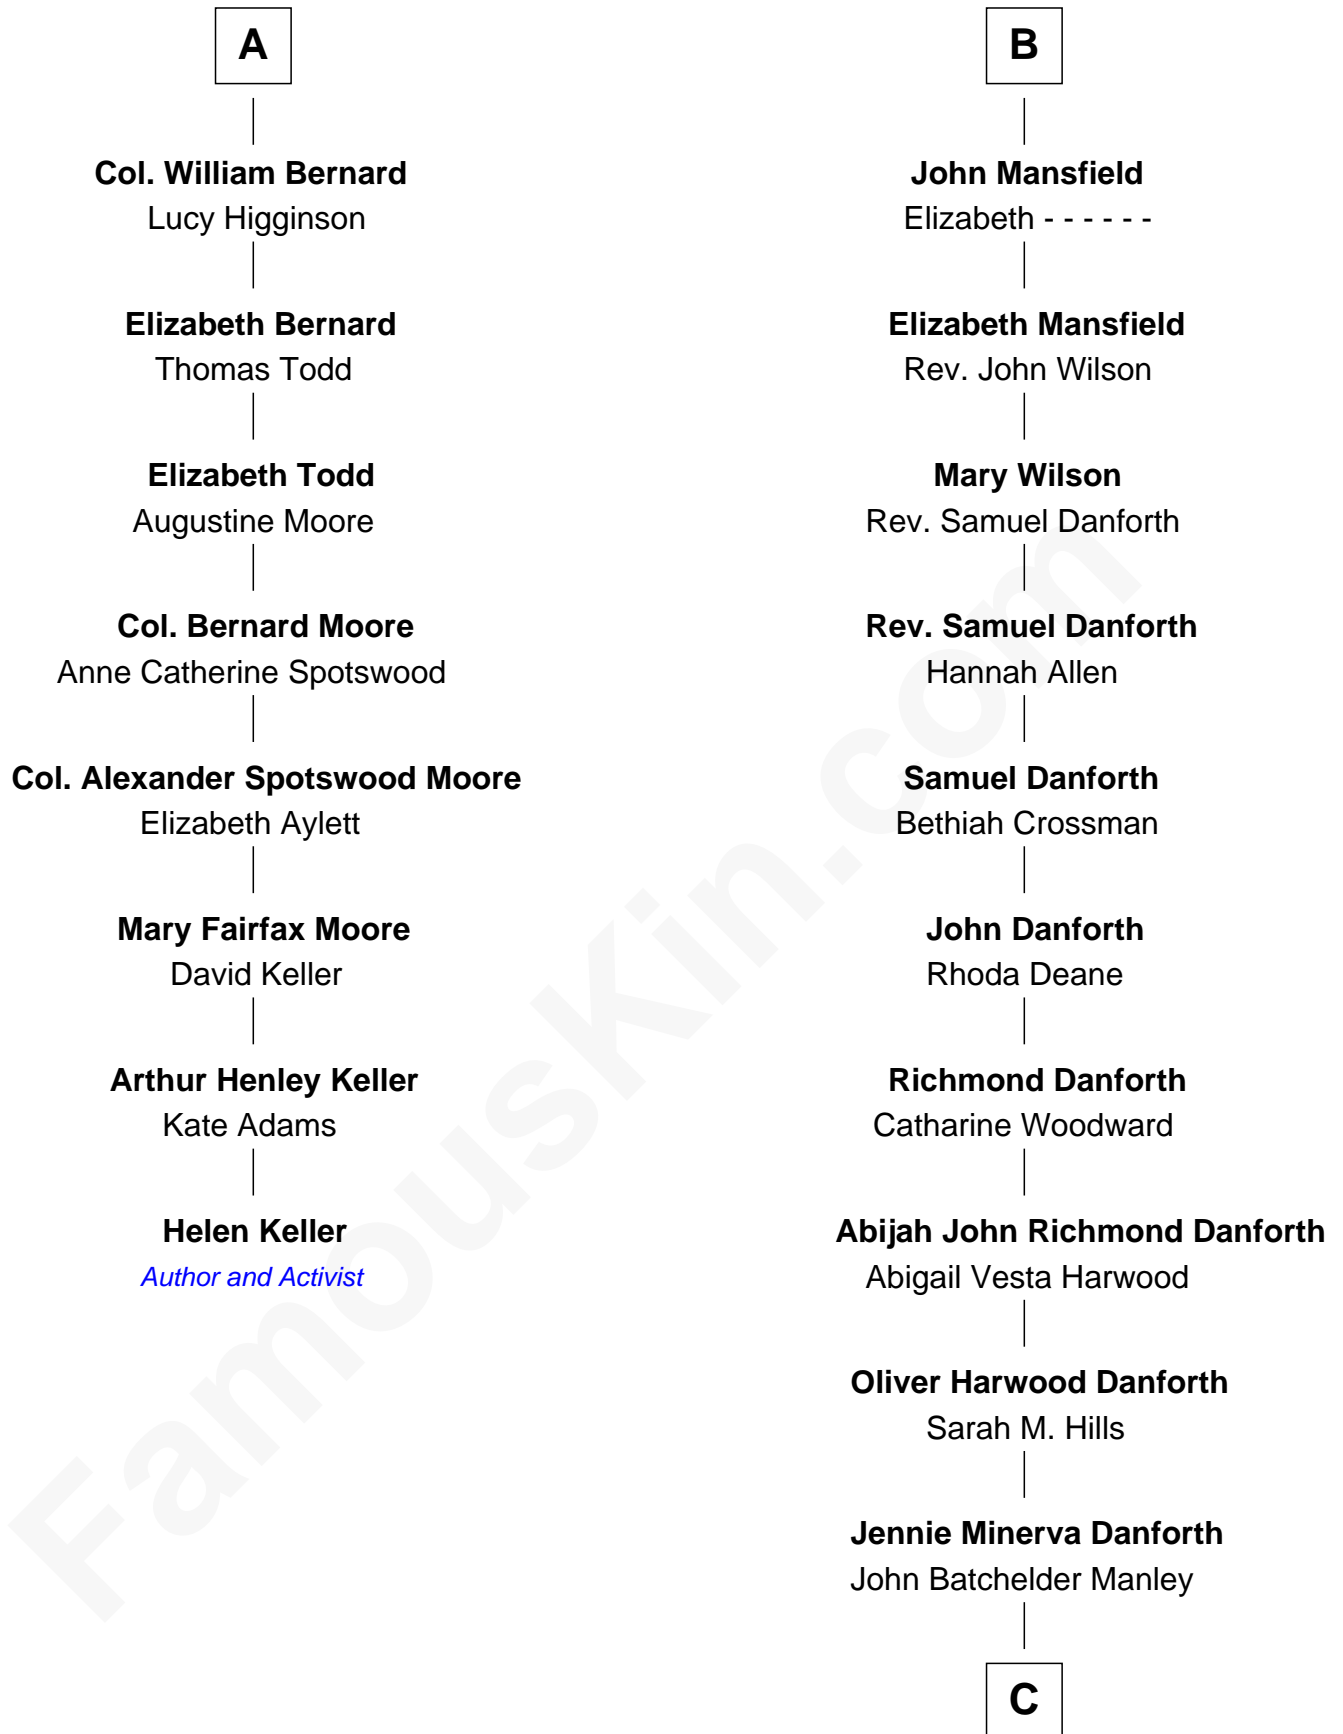 A
Col. William Bernard
Lucy Higginson
Elizabeth Bernard
Thomas Todd
Elizabeth Todd
Augustine Moore
Col. Bernard Moore
Anne Catherine Spotswood
Col. Alexander Spotswood Moore
Elizabeth Aylett
Mary Fairfax Moore
David Keller
Arthur Henley Keller
Kate Adams
Helen Keller
Author and Activist
B
John Mansfield
Elizabeth - - - - - -
Elizabeth Mansfield
Rev. John Wilson
Mary Wilson
Rev. Samuel Danforth
Rev. Samuel Danforth
Hannah Allen
Samuel Danforth
Bethiah Crossman
John Danforth
Rhoda Deane
Richmond Danforth
Catharine Woodward
Abijah John Richmond Danforth
Abigail Vesta Harwood
Oliver Harwood Danforth
Sarah M. Hills
Jennie Minerva Danforth
John Batchelder Manley
C
FamousKin.com